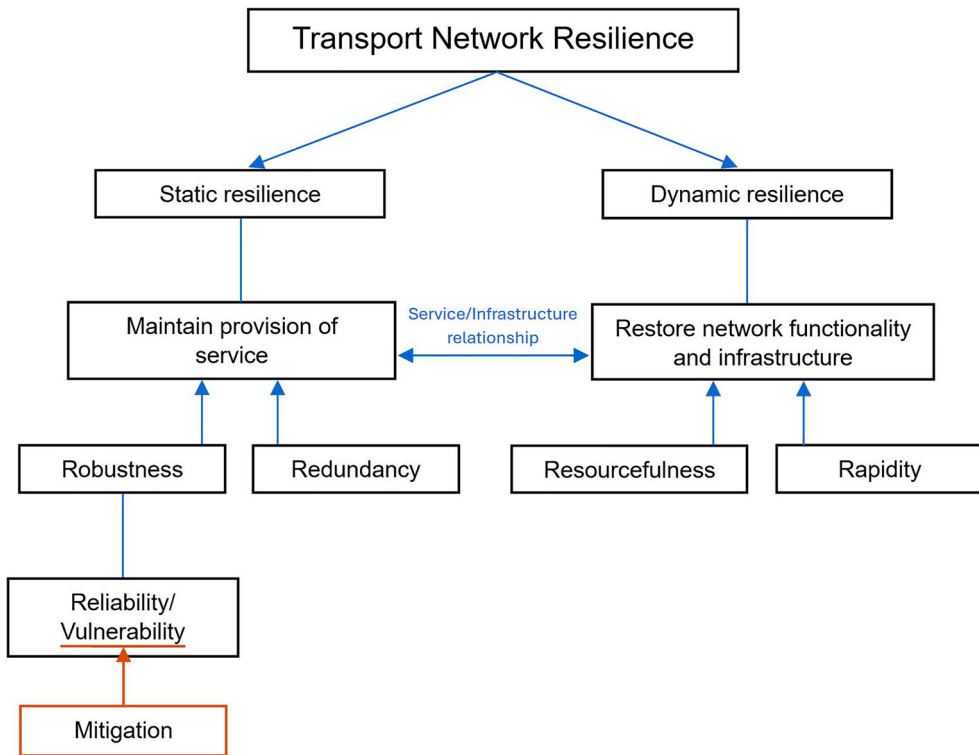 Transport Network Resilience
Static resilience
Dynamic resilience
Maintain provision of
service
Service/Infrastructure
relationship
Restore network functionality
and infrastructure
Robustness
Redundancy
Resourcefulness
Rapidity
Reliability/
Vulnerability
Mitigation